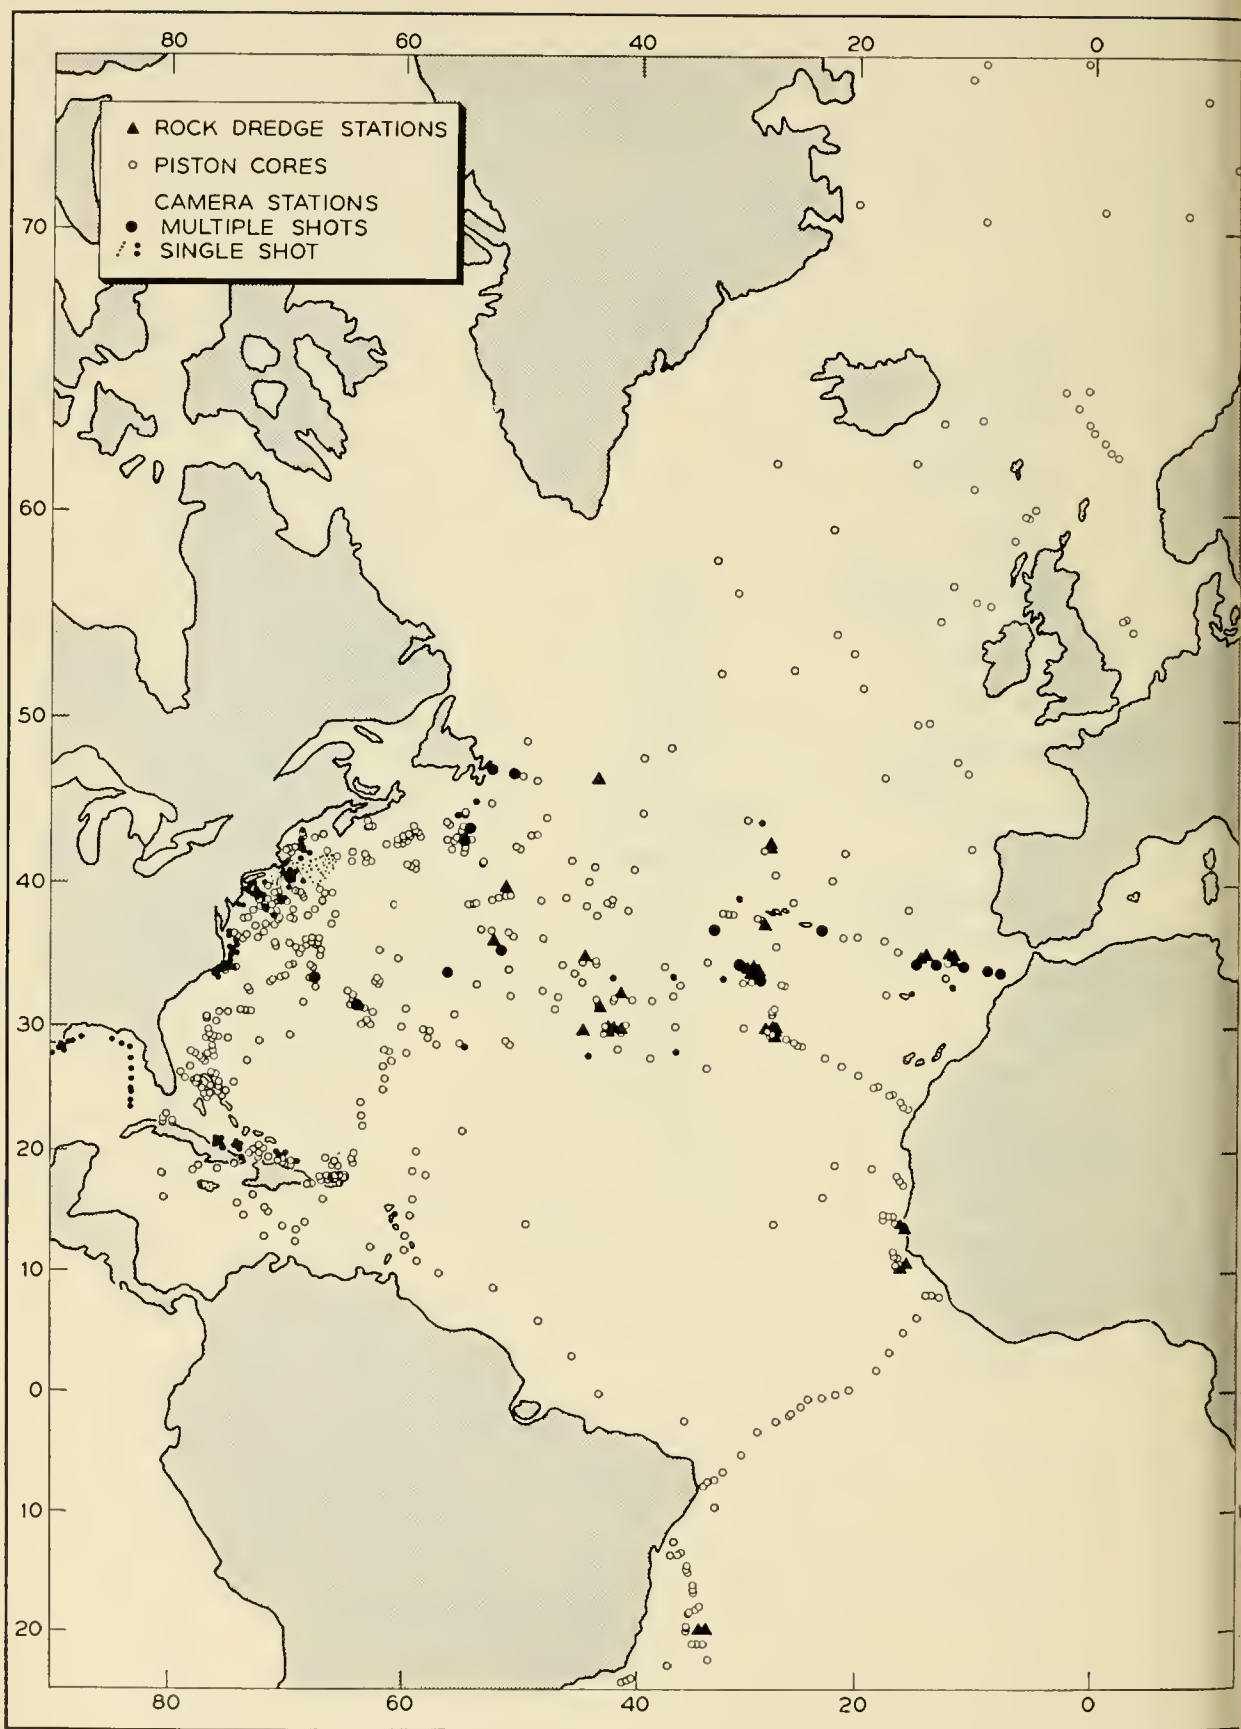 80 60 40 20 0
▲ ROCK DREDGE STATIONS
○ PISTON CORES
CAMERA STATIONS
● MULTIPLE SHOTS
SINGLE SHOT
70
60
50
40
30
20
10
0
10
20
80 60 40 20 0